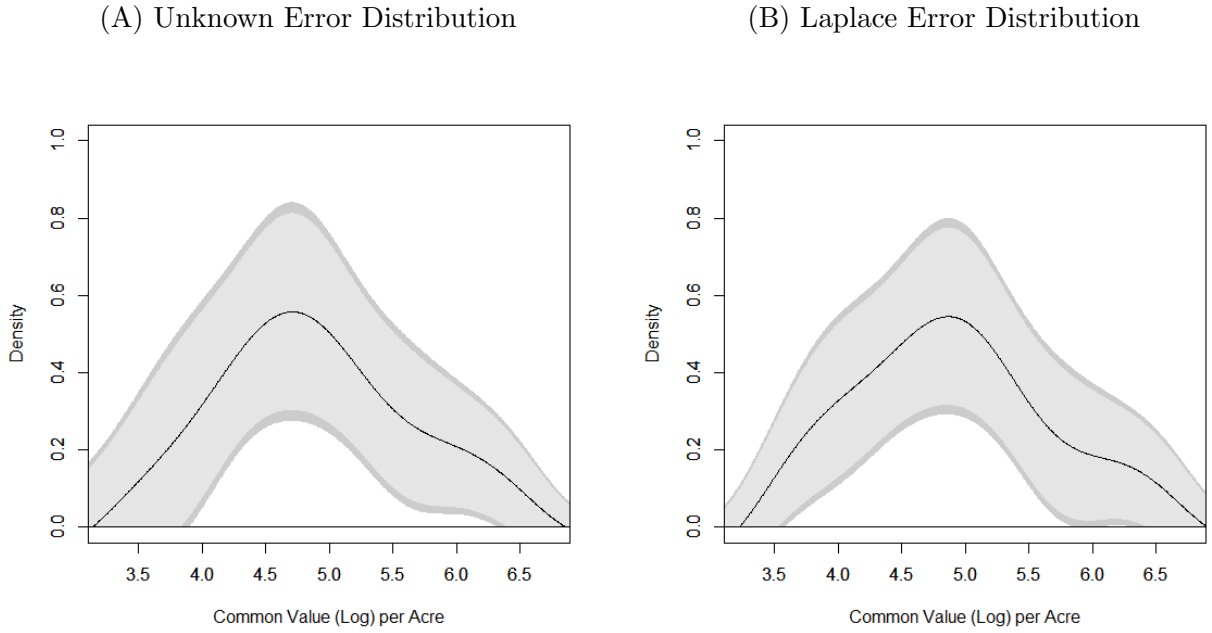 (A) Unknown Error Distribution
(B) Laplace Error Distribution
1.0
0.8
0.6
0.4
0.2
0.0
Density
3.5 4.0 4.5 5.0 5.5 6.0 6.5
Common Value (Log) per Acre
1.0
0.8
0.6
0.4
0.2
0.0
Density
3.5 4.0 4.5 5.0 5.5 6.0 6.5
Common Value (Log) per Acre